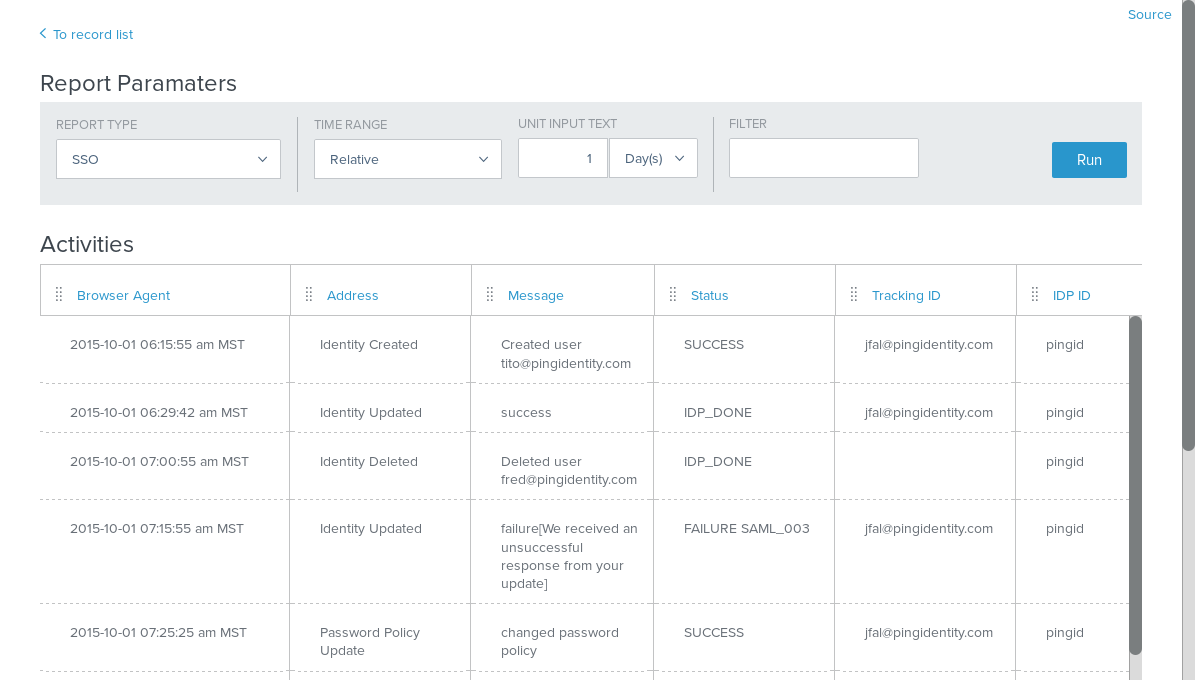 Source
To record list
Report Paramaters
REPORT TYPE TIME RANGE UNIT INPUT TEXT FILTER
SSO Relative 1 Day(s) Run
Activities
Browser Agent Address Message Status Tracking ID IDP ID
2015-10-01 06:15:55 am MST Identity Created Created user SUCCESS jfal@pingidentity.com pingid
tito@pingidentity.com
2015-10-01 06:29:42 am MST Identity Updated success IDP_DONE jfal@pingidentity.com pingid
2015-10-01 07:00:55 am MST Identity Deleted Deleted user IDP_DONE pingid
fred@pingidentity.com
2015-10-01 07:15:55 am MST Identity Updated failure[We received an FAILURE SAML_003 jfal@pingidentity.com pingid
unsuccessful
response from your
update]
2015-10-01 07:25:25 am MST Password Policy changed password SUCCESS jfal@pingidentity.com pingid
Update policy